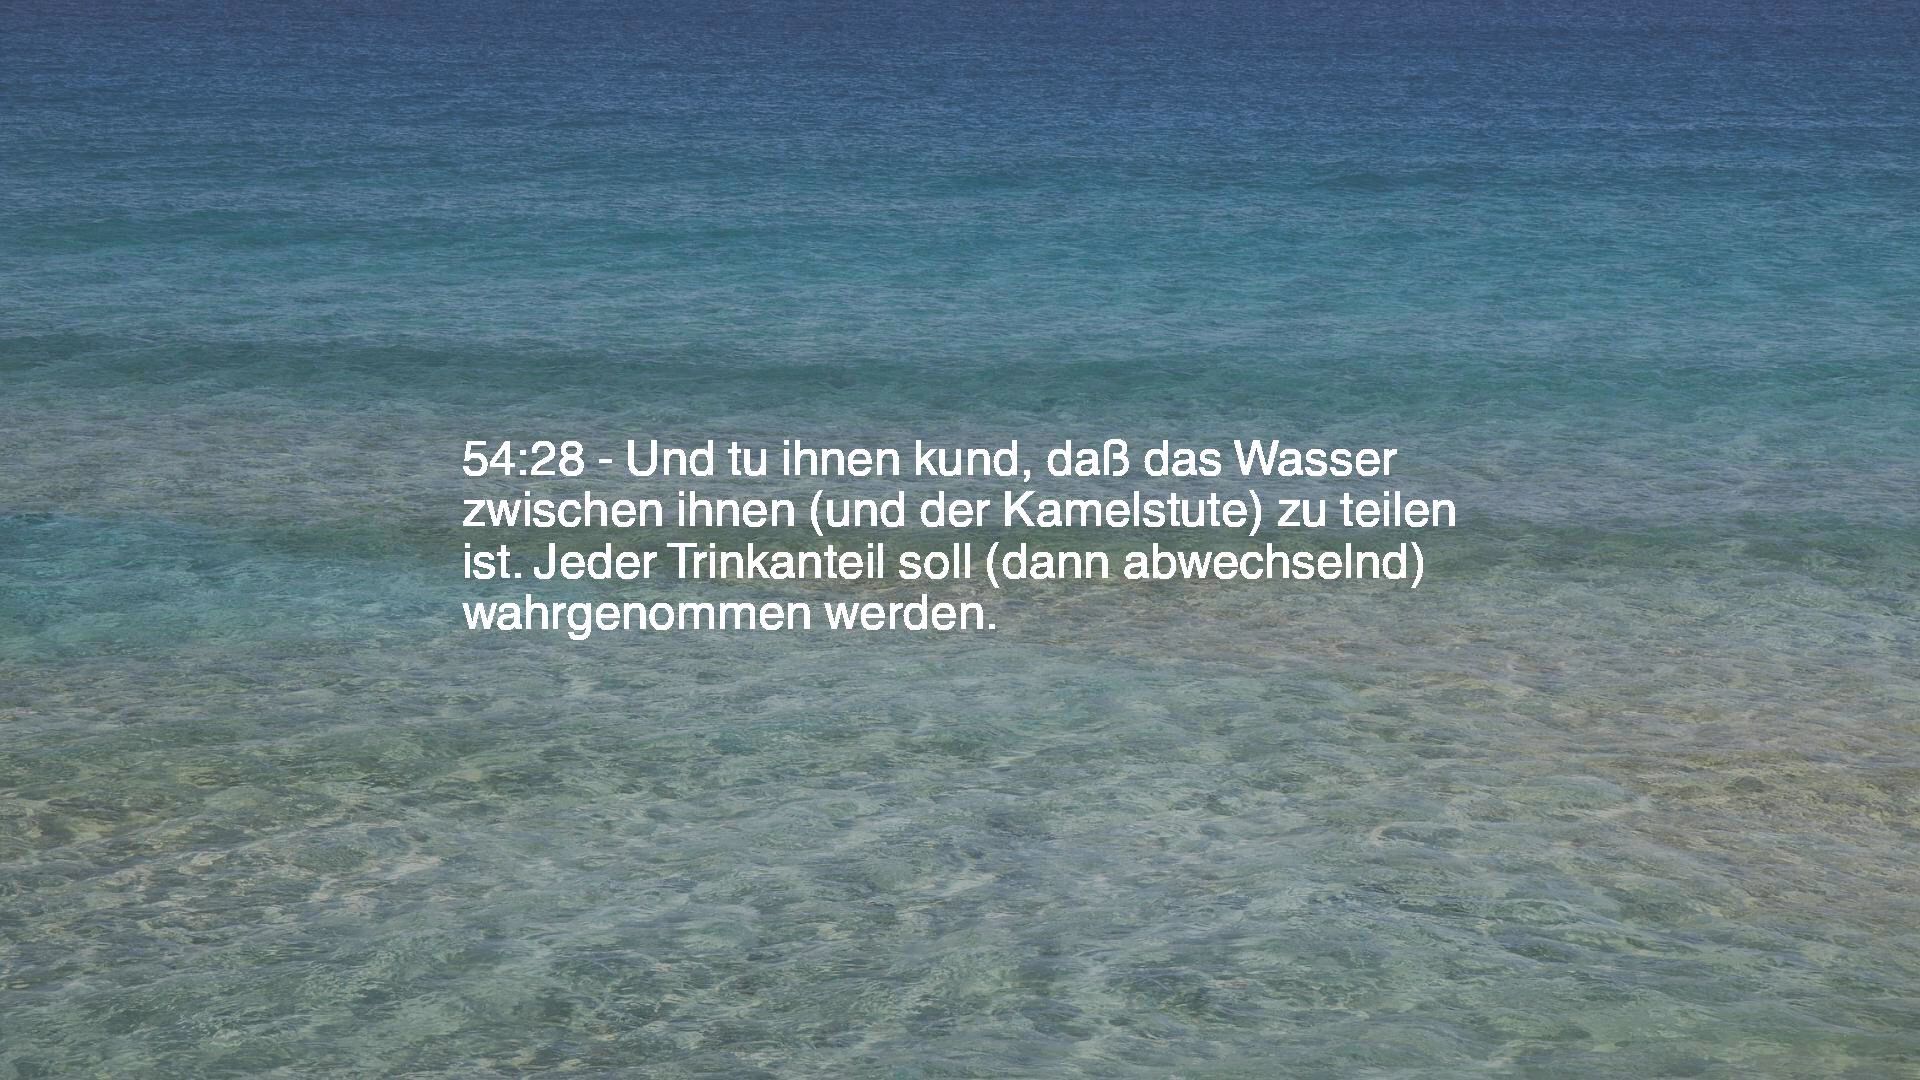 54:28 - Und tu ihnen kund, daß das Wasser
zwischen ihnen (und der Kamelstute) zu teilen
ist. Jeder Trinkanteil soll (dann abwechselnd)
wahrgenommen werden.